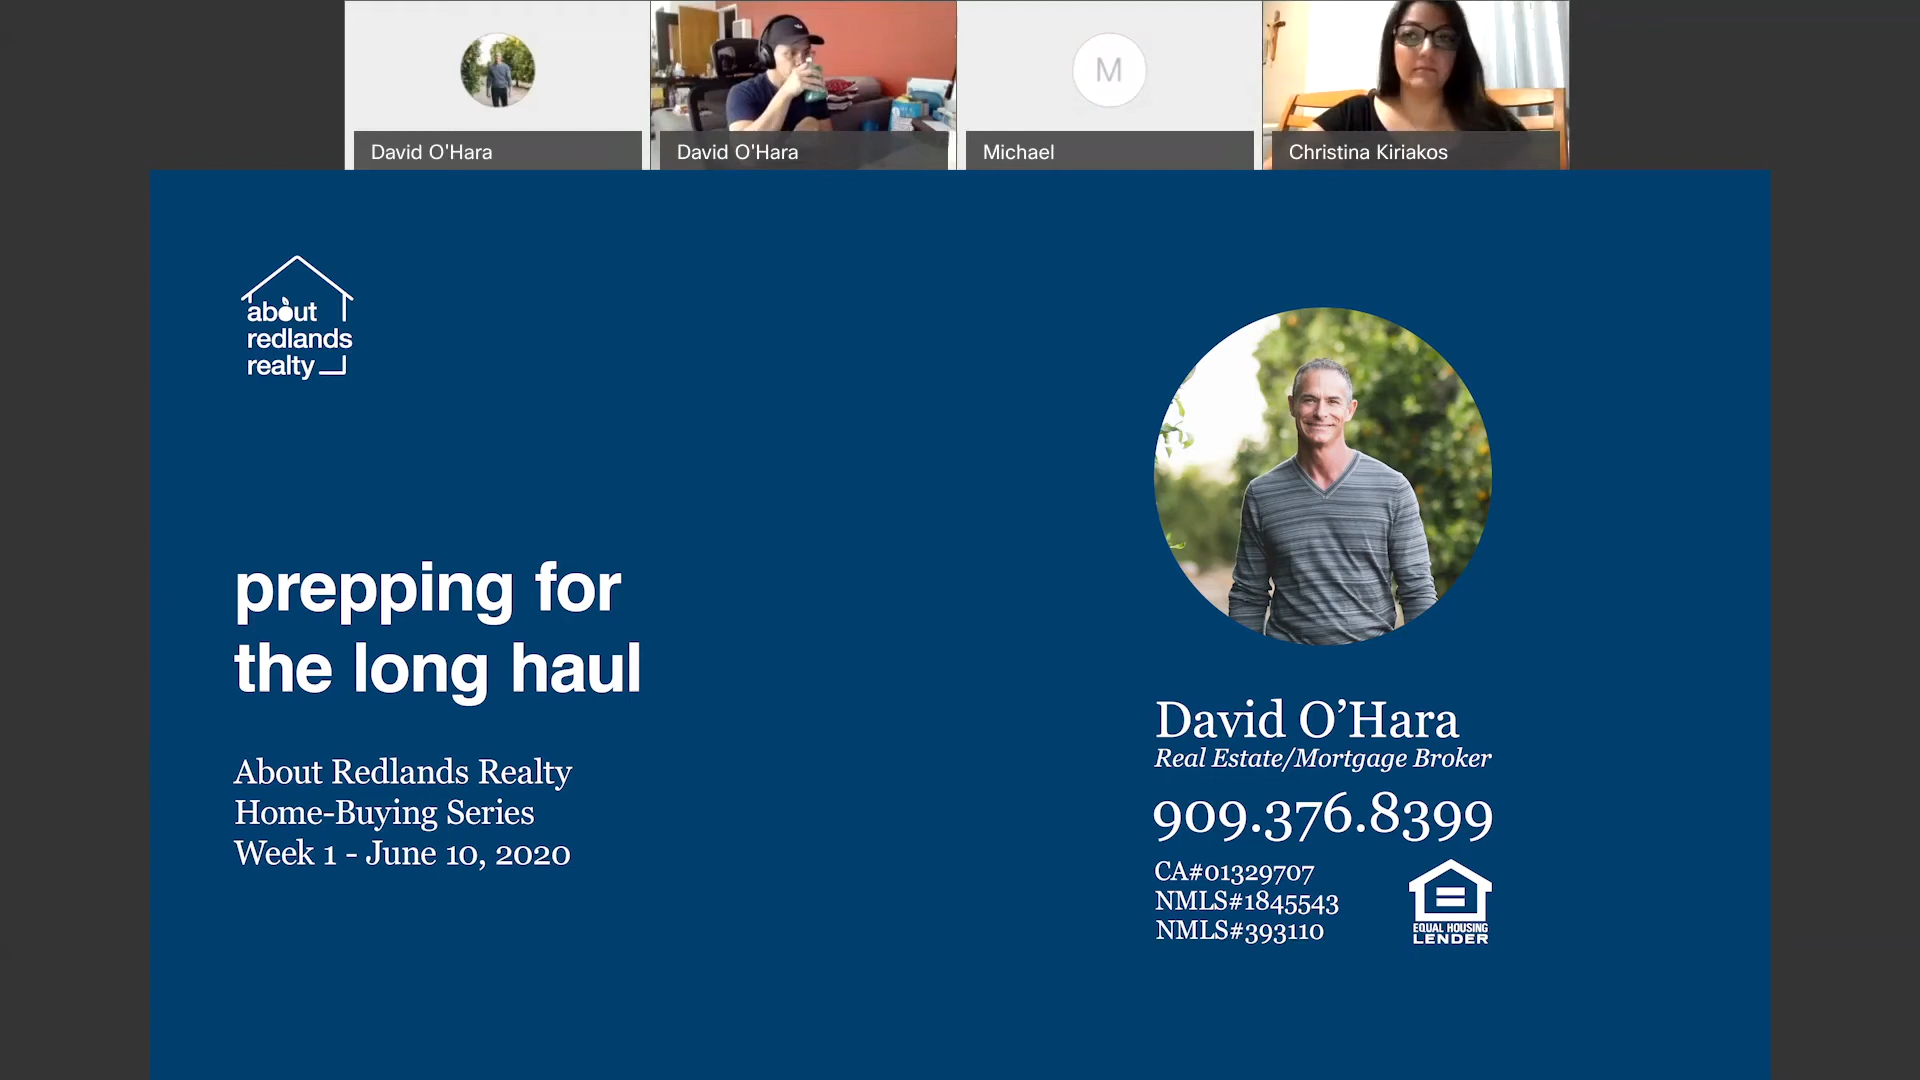 David O'Hara
David O'Hara
M
Michael
Christina Kiriakos
about
redlands
realty
prepping for
the long haul
About Redlands Realty
Home-Buying Series
Week 1 - June 10, 2020
David O’Hara
Real Estate/Mortgage Broker
909.376.8399
CA#01329707
NMLS#1845543
NMLS#393110
EQUAL HOUSING
LENDER